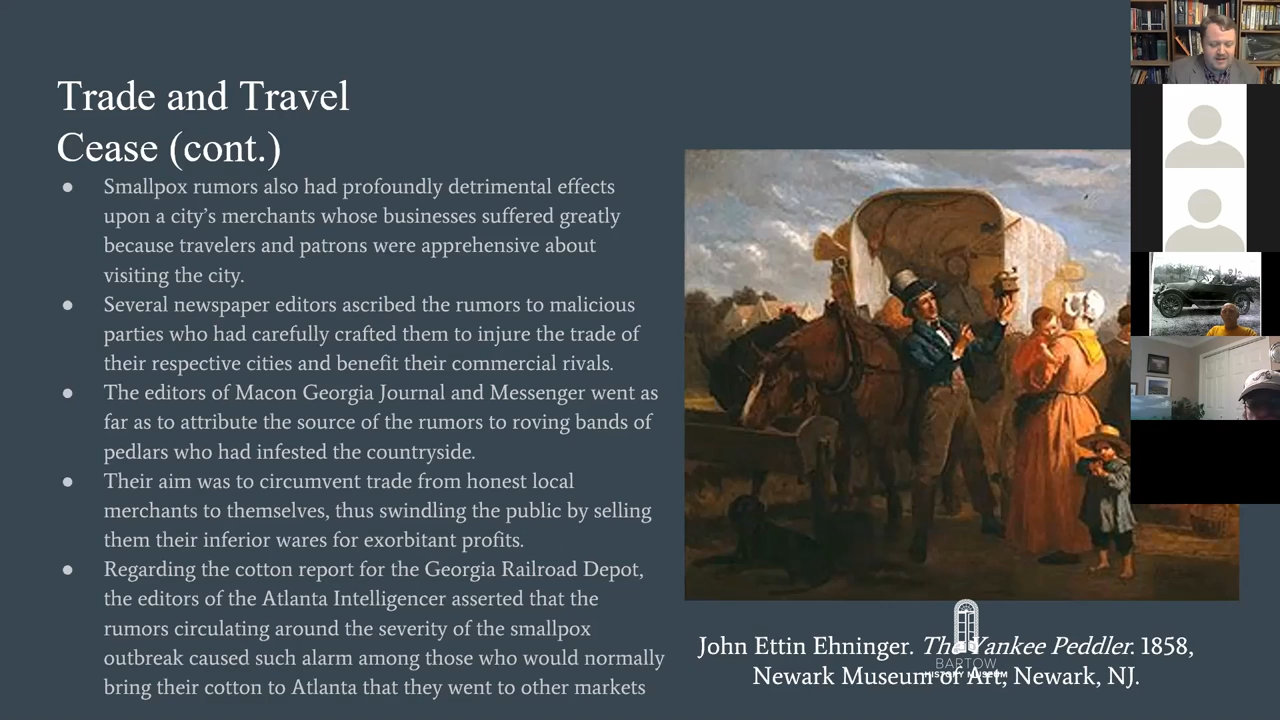 Trade and Travel
Cease (cont.)
● Smallpox rumors also had profoundly detrimental effects
upon a city’s merchants whose businesses suffered greatly
because travelers and patrons were apprehensive about
visiting the city.
● Several newspaper editors ascribed the rumors to malicious
parties who had carefully crafted them to injure the trade of
their respective cities and benefit their commercial rivals.
● The editors of Macon Georgia Journal and Messenger went as
far as to attribute the source of the rumors to roving bands of
pedlars who had infested the countryside.
● Their aim was to circumvent trade from honest local
merchants to themselves, thus swindling the public by selling
them their inferior wares for exorbitant profits.
● Regarding the cotton report for the Georgia Railroad Depot,
the editors of the Atlanta Intelligencer asserted that the
rumors circulating around the severity of the smallpox
outbreak caused such alarm among those who would normally
bring their cotton to Atlanta that they went to other markets
John Ettin Ehninger. The Yankee Peddler. 1858,
Newark Museum of Art, Newark, NJ.
BARTOW
HISTORY MUSEUM